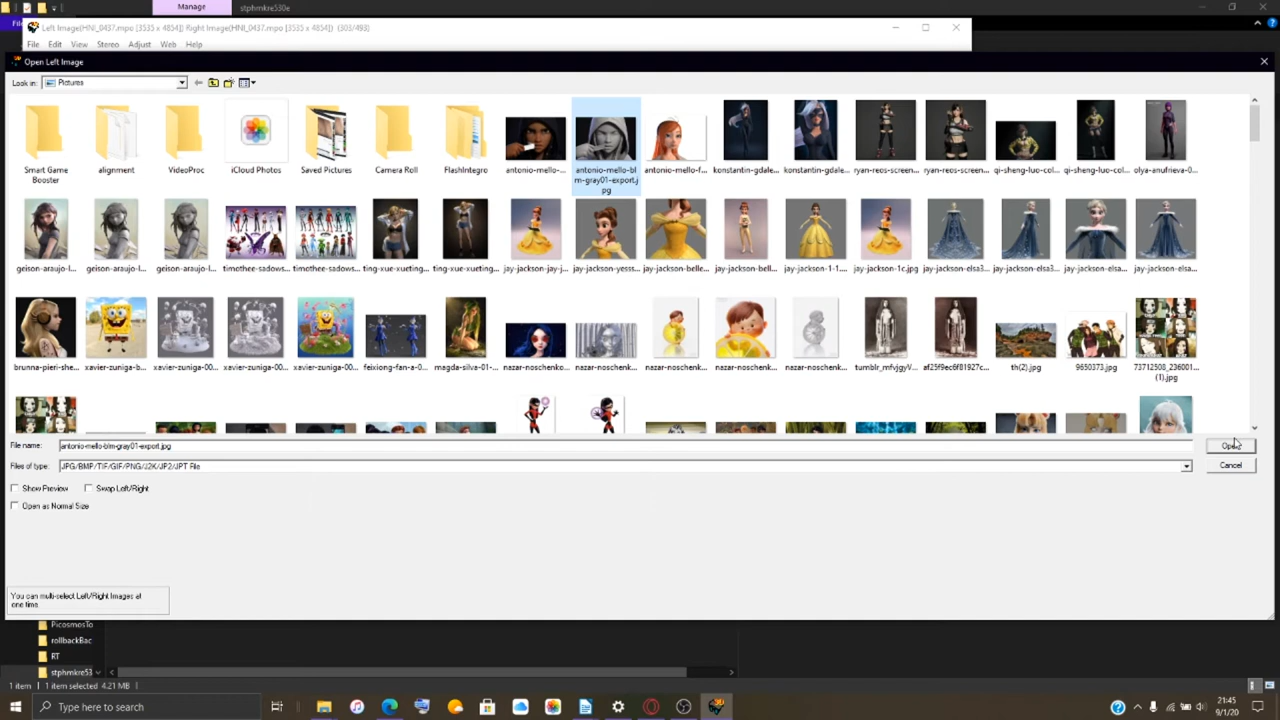 Manage
stphmkre530e
Left Image(HNI_0437.mpo [3535 x 4854]) Right Image(HNI_0437.mpo [3535 x 4854]) (303/493)
File Edit View Stereo Adjust Web Help
Open Left Image
Look in: Pictures
Smart Game Booster
alignment
VideoProc
iCloud Photos
Saved Pictures
Camera Roll
FlashIntegro
antonio-mello-...
antonio-mello-bl
m-gray01-export.j
pg
antonio-mello-f...
konstantin-gdale...
konstantin-gdale...
ryan-reos-screen...
ryan-reos-screen...
qi-sheng-luo-col...
qi-sheng-luo-col...
olya-anufrieva-0...
geison-araujo-l...
geison-araujo-l...
geison-araujo-l...
timothee-sadows...
timothee-sadows...
ting-xue-xueting...
ting-xue-xueting...
jay-jackson-jay-j...
jay-jackson-yesss...
jay-jackson-belle...
jay-jackson-bell...
jay-jackson-1-1....
jay-jackson-1c.jpg
jay-jackson-elsa3...
jay-jackson-elsa3...
jay-jackson-elsa...
jay-jackson-elsa...
brunna-pieri-she...
xavier-zuniga-b...
xavier-zuniga-00...
xavier-zuniga-00...
xavier-zuniga-00...
feixiong-fan-a-0...
magda-silva-01-...
nazar-noschenko...
nazar-noschenk...
nazar-noschenk...
nazar-noschenk...
nazar-noschenk...
tumblr_mfvjgyV...
af25f9ec6f81927c...
th(2).jpg
9650373.jpg
73712508_236001...
(1).jpg
File name: antonio-mello-blm-gray01-export.jpg
Open
Files of type: JPG/BMP/TIF/GIF/PNG/J2K/JP2/JPT File
Cancel
Show Preview Swap Left/Right
Open as Normal Size
You can multi-select Left/Right Images at
one time.
PicosmosTo
rollbackBac
RT
stphmkre53
1 item 1 item selected 4.21 MB
Type here to search
21:45
9/1/20